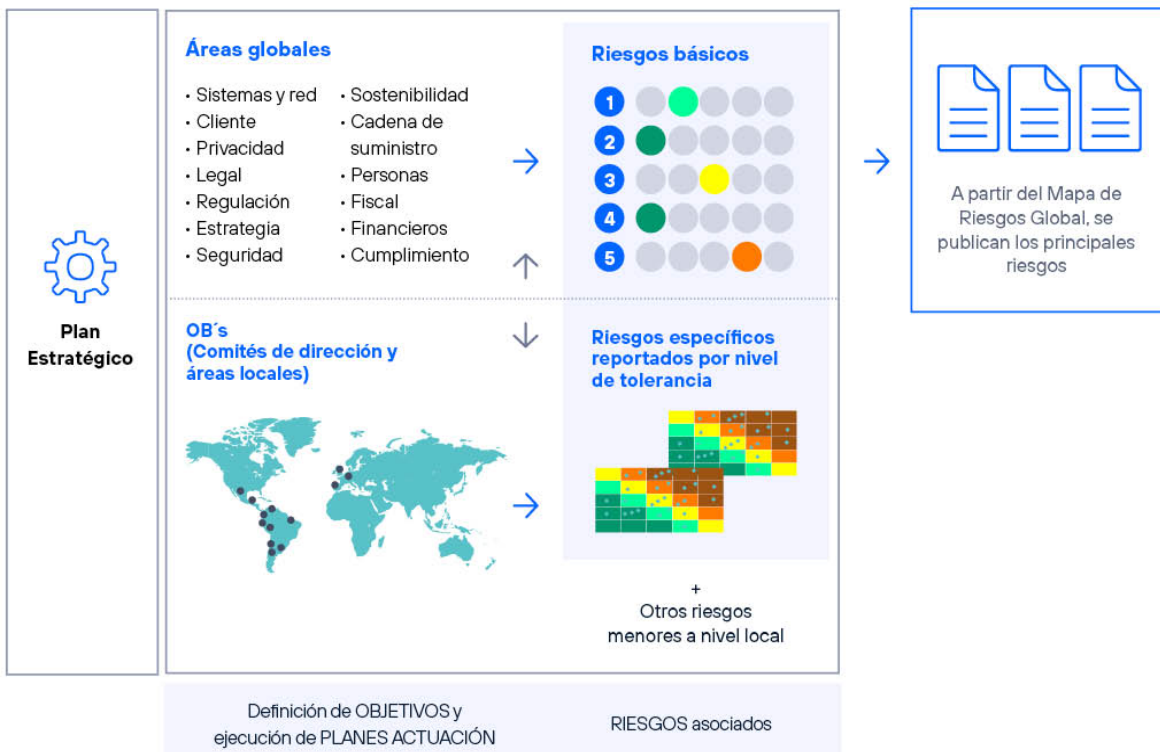 Plan
Estratégico
Áreas globales
· Sistemas y red
· Cliente
· Privacidad
· Legal
· Regulación
· Estrategia
· Seguridad
· Sostenibilidad
· Cadena de
suministro
· Personas
· Fiscal
· Financieros
· Cumplimiento
Riesgos básicos
1
2
3
4
5
OB´s
(Comités de dirección y
áreas locales)
Riesgos específicos
reportados por nivel
de tolerancia
+
Otros riesgos
menores a nivel local
Definición de OBJETIVOS y
ejecución de PLANES ACTUACIÓN
RIESGOS asociados
A partir del Mapa de
Riesgos Global, se
publican los principales
riesgos